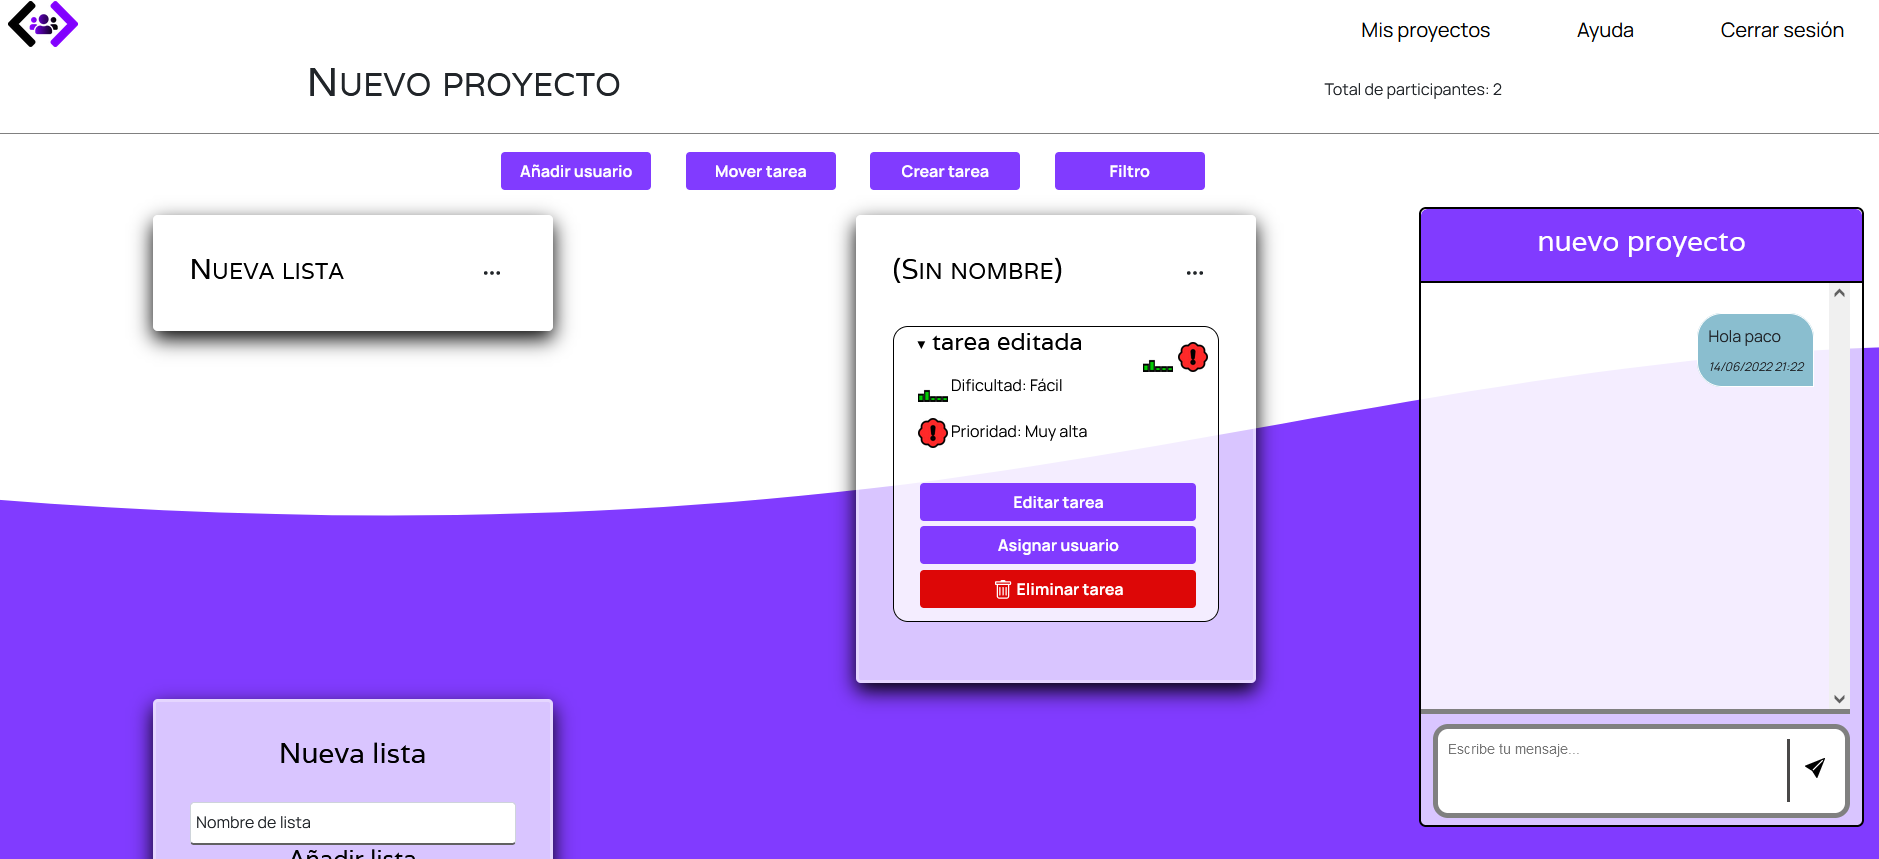 Mis proyectos
Ayuda
Cerrar sesión
Nuevo proyecto
Total de participantes: 2
Añadir usuario
Mover tarea
Crear tarea
Filtro
Nueva lista
...
(Sin nombre)
...
▾ tarea editada
Dificultad: Fácil
Prioridad: Muy alta
Editar tarea
Asignar usuario
Eliminar tarea
Nueva lista
Nombre de lista
Añadir lista
nuevo proyecto
Hola paco
14/06/2022 21:22
Escribe tu mensaje...